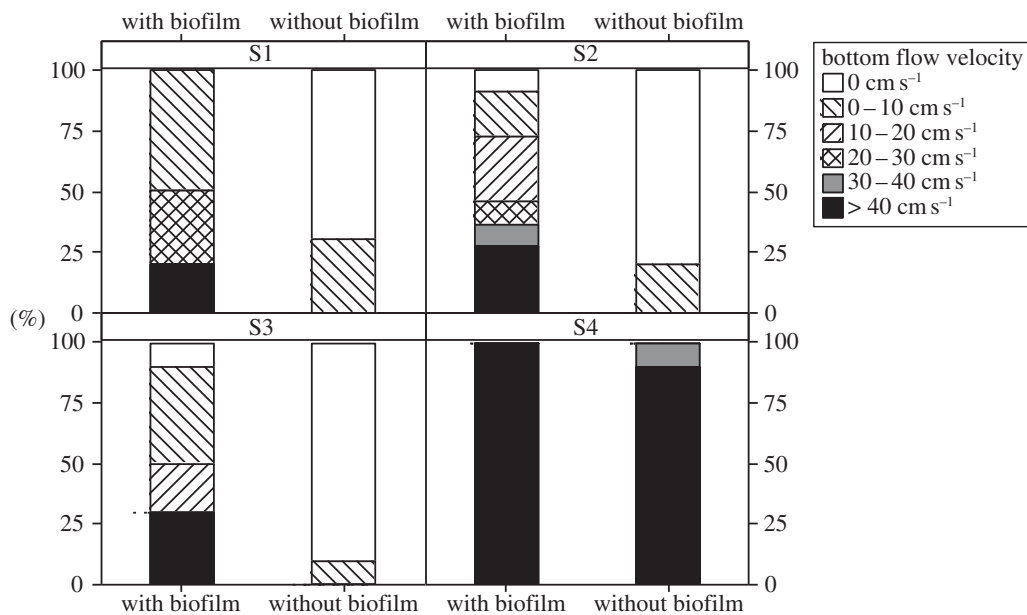 with biofilm without biofilm with biofilm without biofilm
S1 S2
100 100
75 75
50 50
25 25
0 0
(%)
S3 S4
100 100
75 75
50 50
25 25
0 0
with biofilm without biofilm with biofilm without biofilm
bottom flow velocity
0 cm s⁻¹
0 – 10 cm s⁻¹
10 – 20 cm s⁻¹
20 – 30 cm s⁻¹
30 – 40 cm s⁻¹
> 40 cm s⁻¹